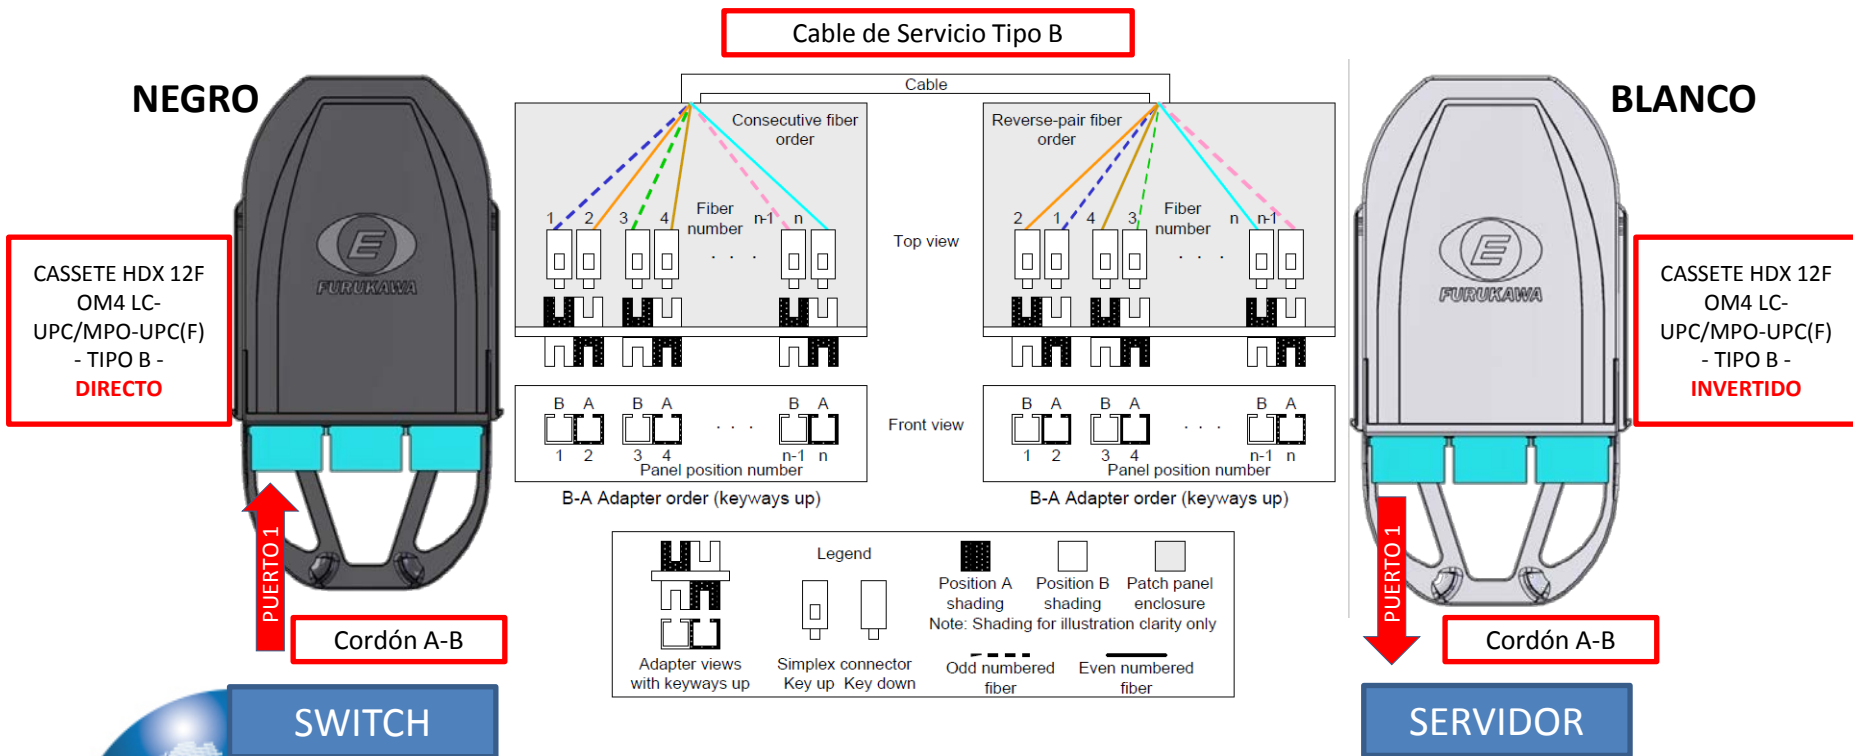 Cable de Servicio Tipo B
NEGRO
BLANCO
Cable
Consecutive fiber
order
Reverse-pair fiber
order
1 2 3 4 Fiber number n-1 n
2 1 4 3 Fiber number n n-1
Top view
FURUKAWA
FURUKAWA
CASSETE HDX 12F
OM4 LC-
UPC/MPO-UPC(F)
- TIPO B -
DIRECTO
CASSETE HDX 12F
OM4 LC-
UPC/MPO-UPC(F)
- TIPO B -
INVERTIDO
B A B A . . . B A
1 2 3 4 n-1 n
Panel position number
Front view
B A B A . . . B A
1 2 3 4 n-1 n
Panel position number
B-A Adapter order (keyways up)
B-A Adapter order (keyways up)
PUERTO 1
PUERTO 1
Legend
Adapter views
with keyways up
Simplex connector
Key up Key down
Position A
shading
Position B
shading
Patch panel
enclosure
Note: Shading for illustration clarity only
Odd numbered
fiber
Even numbered
fiber
Cordón A-B
Cordón A-B
SWITCH
SERVIDOR